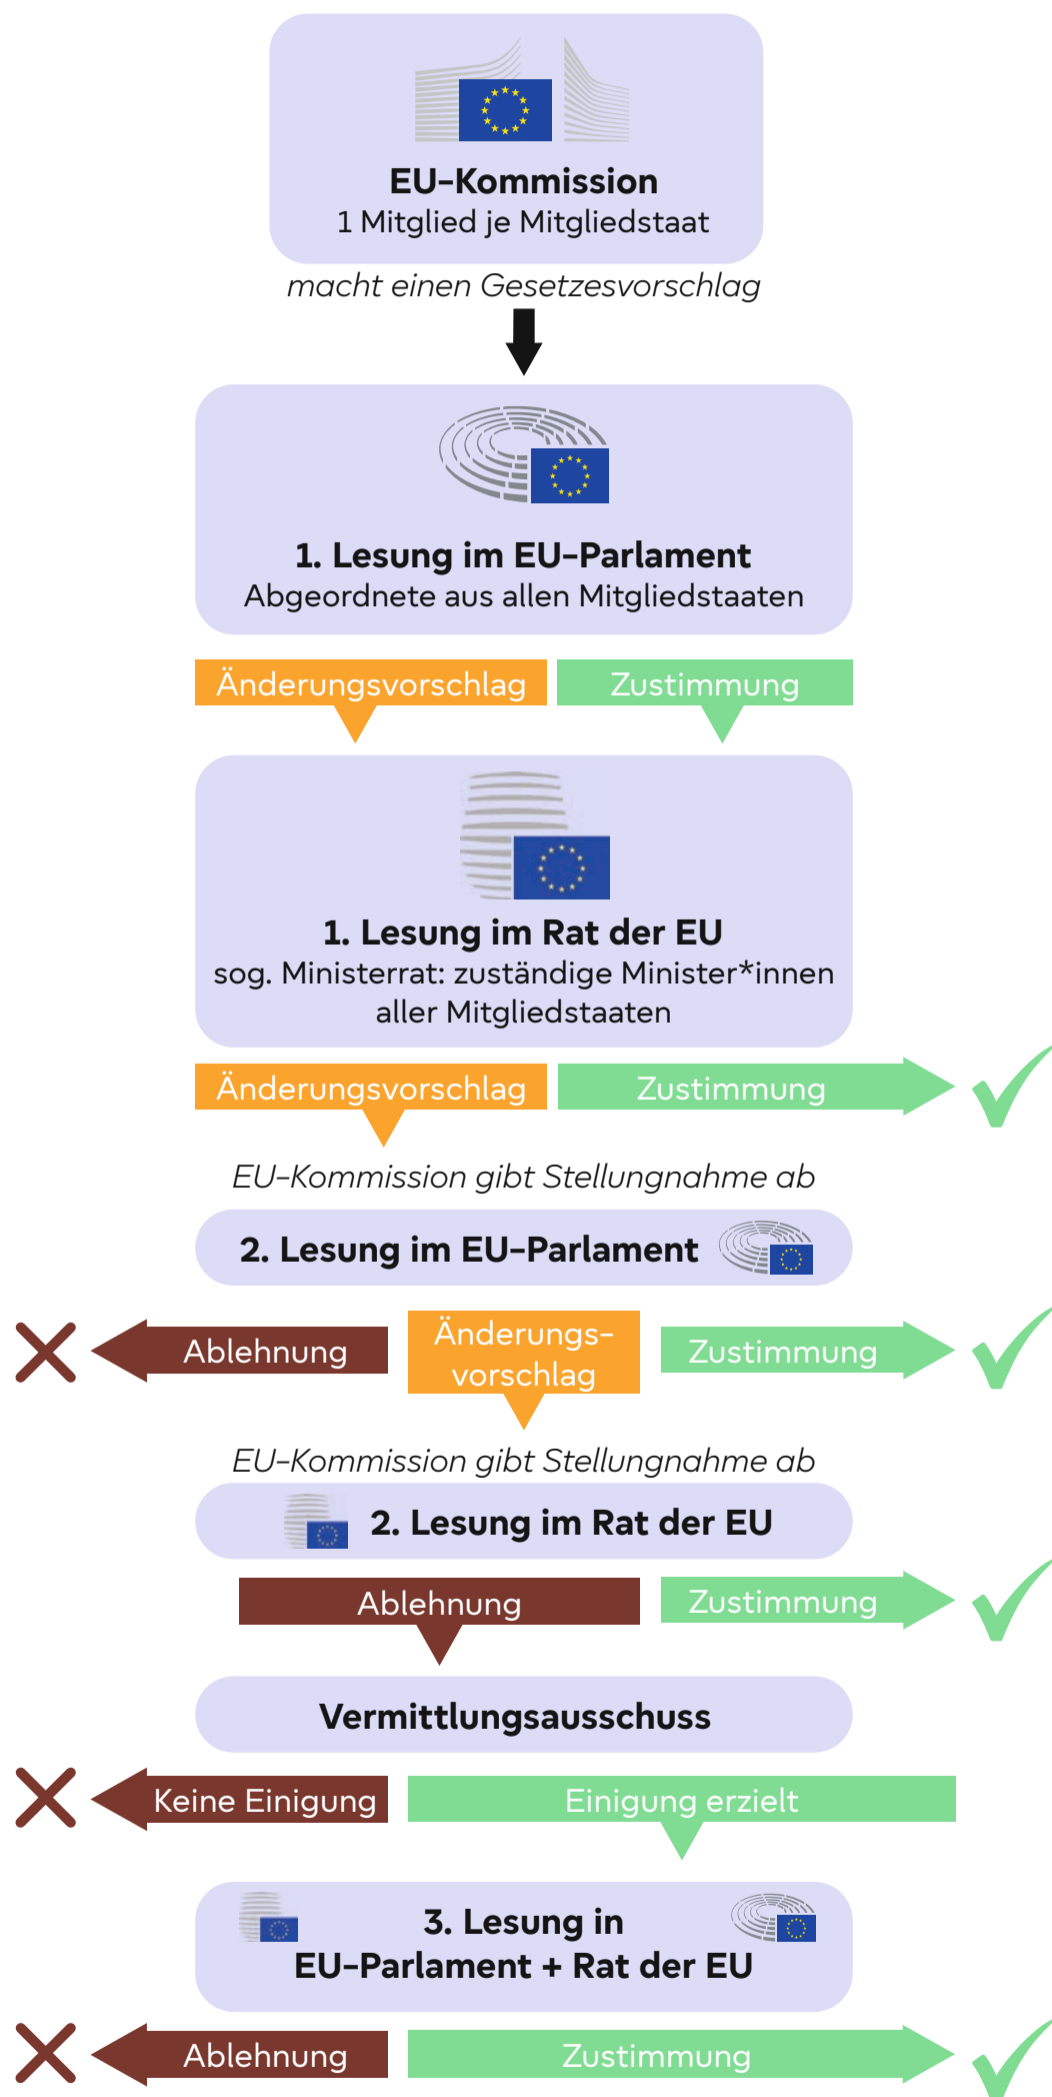 EU-Kommission
1 Mitglied je Mitgliedstaat
macht einen Gesetzesvorschlag
1. Lesung im EU-Parlament
Abgeordnete aus allen Mitgliedstaaten
Änderungsvorschlag
Zustimmung
1. Lesung im Rat der EU
sog. Ministerrat: zuständige Minister*innen
aller Mitgliedstaaten
Änderungsvorschlag
Zustimmung
EU-Kommission gibt Stellungnahme ab
2. Lesung im EU-Parlament
Ablehnung
Änderungs-
vorschlag
Zustimmung
EU-Kommission gibt Stellungnahme ab
2. Lesung im Rat der EU
Ablehnung
Zustimmung
Vermittlungsausschuss
Keine Einigung
Einigung erzielt
3. Lesung in
EU-Parlament + Rat der EU
Ablehnung
Zustimmung